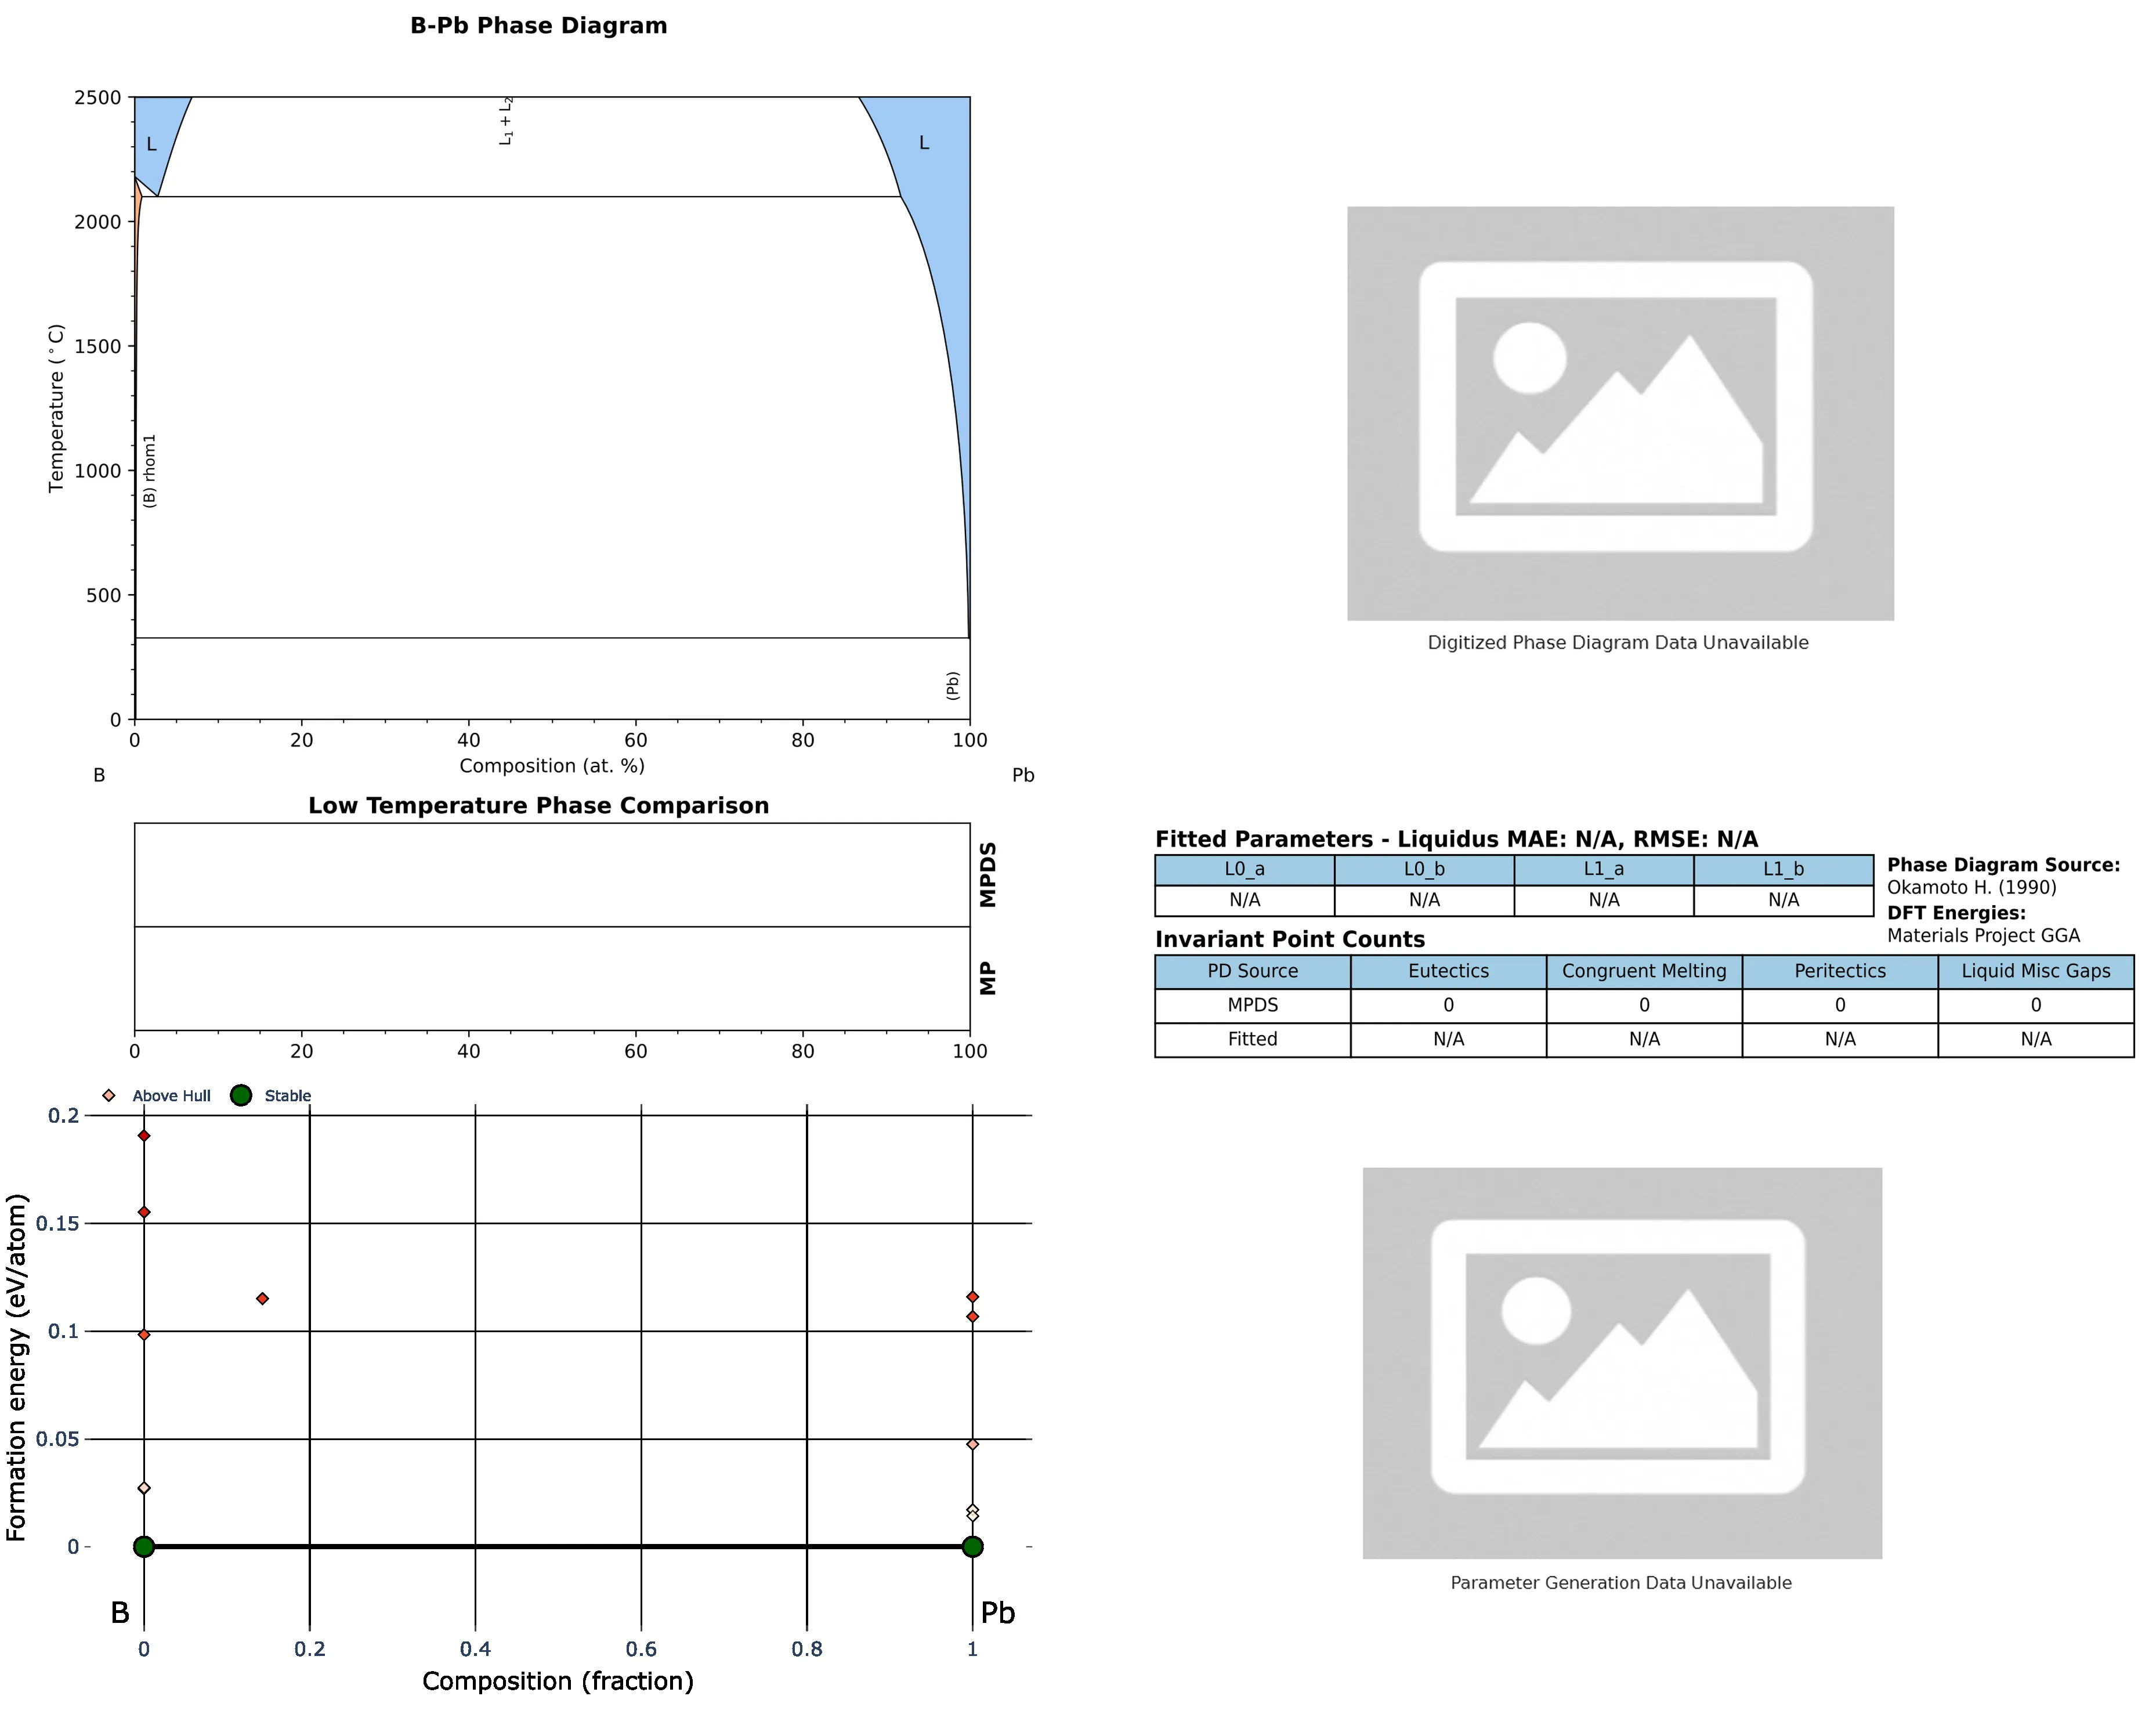 B-Pb Phase Diagram
2500
2000
1500
1000
500
0
Temperature (°C)
L
L₁ + L₂
L
(B) rhom1
(Pb)
0 20 40 60 80 100
Composition (at. %)
B Pb
Digitized Phase Diagram Data Unavailable
Low Temperature Phase Comparison
MPDS
MP
0 20 40 60 80 100
Fitted Parameters - Liquidus MAE: N/A, RMSE: N/A
L0_a L0_b L1_a L1_b
N/A N/A N/A N/A
Phase Diagram Source:
Okamoto H. (1990)
DFT Energies:
Materials Project GGA
Invariant Point Counts
PD Source Eutectics Congruent Melting Peritectics Liquid Misc Gaps
MPDS 0 0 0 0
Fitted N/A N/A N/A N/A
Above Hull Stable
0.2
0.15
0.1
0.05
0
Formation energy (eV/atom)
B Pb
0 0.2 0.4 0.6 0.8 1
Composition (fraction)
Parameter Generation Data Unavailable